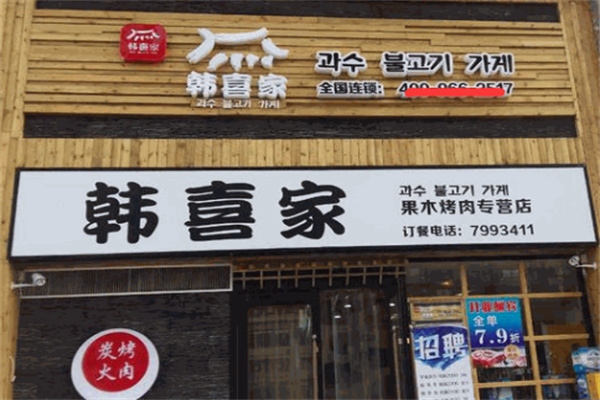 韩喜家
韩喜家
과수 불고기 가게
과수 불고기 가게
全国连锁:
韩喜家
과수 불고기 가게
果木烤肉专营店
订餐电话:7993411
炭烤
火肉
招聘
全单
7.9折